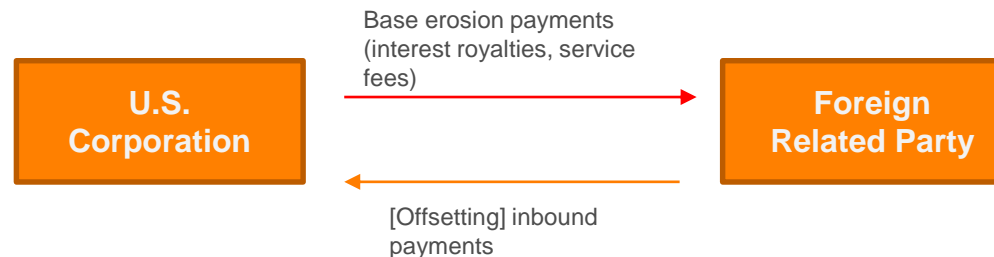 Base erosion payments
(interest royalties, service
fees)
U.S.
Corporation
Foreign
Related Party
[Offsetting] inbound
payments